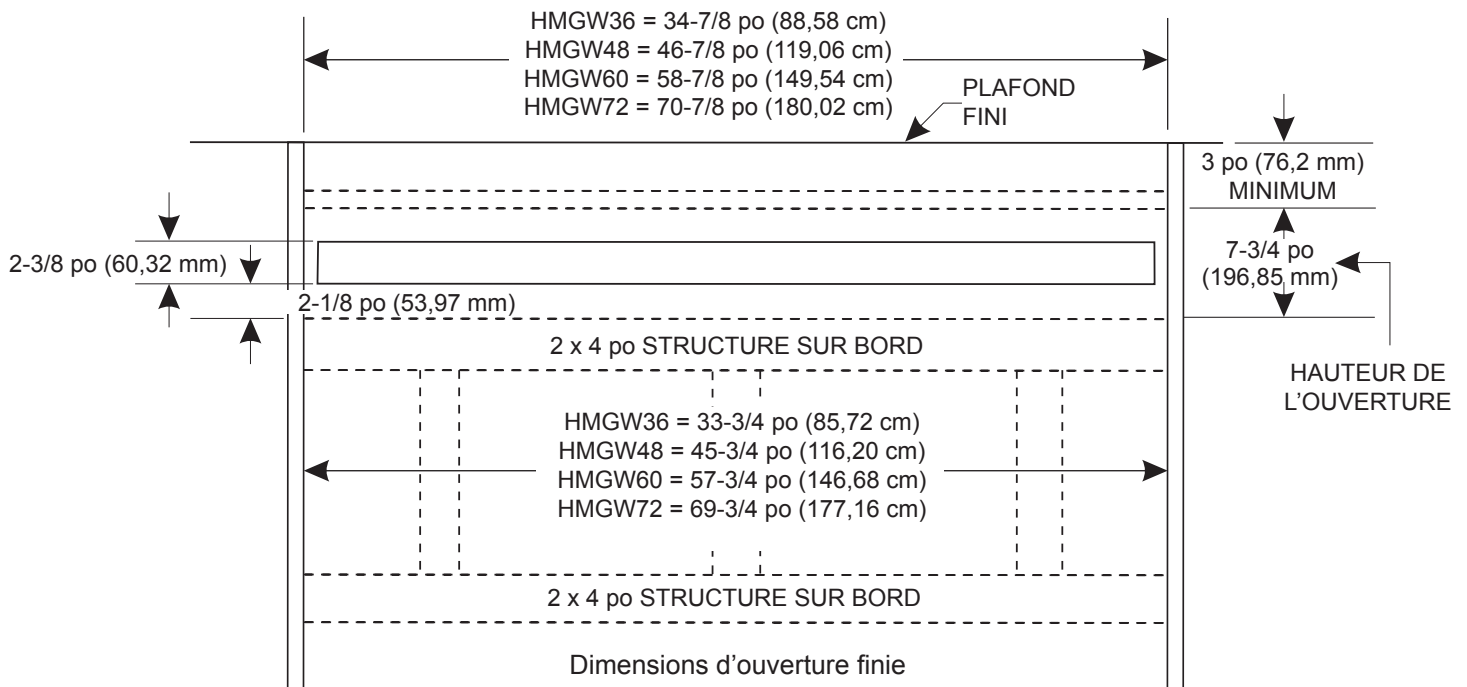 HMGW36 = 34-7/8 po (88,58 cm)
HMGW48 = 46-7/8 po (119,06 cm)
HMGW60 = 58-7/8 po (149,54 cm)
HMGW72 = 70-7/8 po (180,02 cm)
PLAFOND
FINI
3 po (76,2 mm)
MINIMUM
2-3/8 po (60,32 mm)
7-3/4 po
(196,85 mm)
2-1/8 po (53,97 mm)
2 x 4 po STRUCTURE SUR BORD
HAUTEUR DE
L'OUVERTURE
HMGW36 = 33-3/4 po (85,72 cm)
HMGW48 = 45-3/4 po (116,20 cm)
HMGW60 = 57-3/4 po (146,68 cm)
HMGW72 = 69-3/4 po (177,16 cm)
2 x 4 po STRUCTURE SUR BORD
Dimensions d'ouverture finie